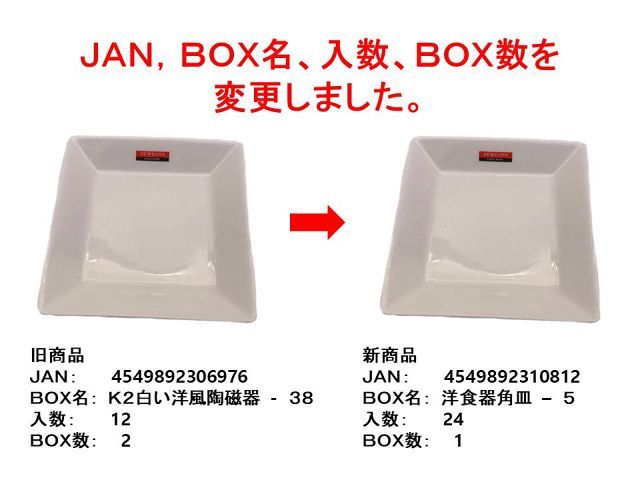 JAN, BOX名、入数、BOX数を
変更しました。
旧商品
JAN: 4549892306976
BOX名: K2白い洋風陶磁器 - 38
入数: 12
BOX数: 2
新商品
JAN: 4549892310812
BOX名: 洋食器角皿 – 5
入数: 24
BOX数: 1